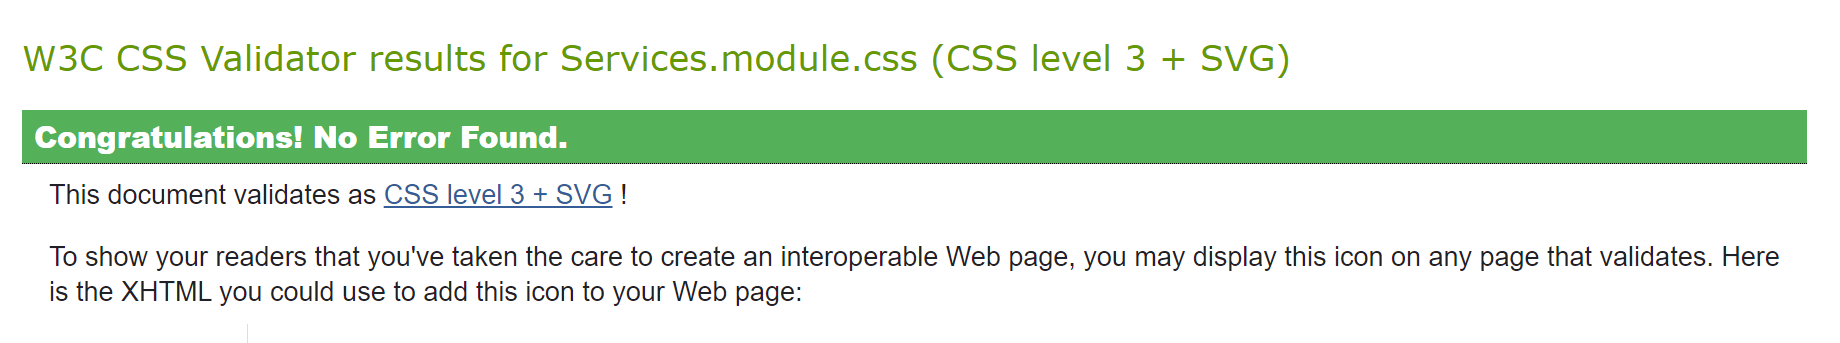 W3C CSS Validator results for Services.module.css (CSS level 3 + SVG)
Congratulations! No Error Found.
This document validates as CSS level 3 + SVG !
To show your readers that you've taken the care to create an interoperable Web page, you may display this icon on any page that validates. Here
is the XHTML you could use to add this icon to your Web page: